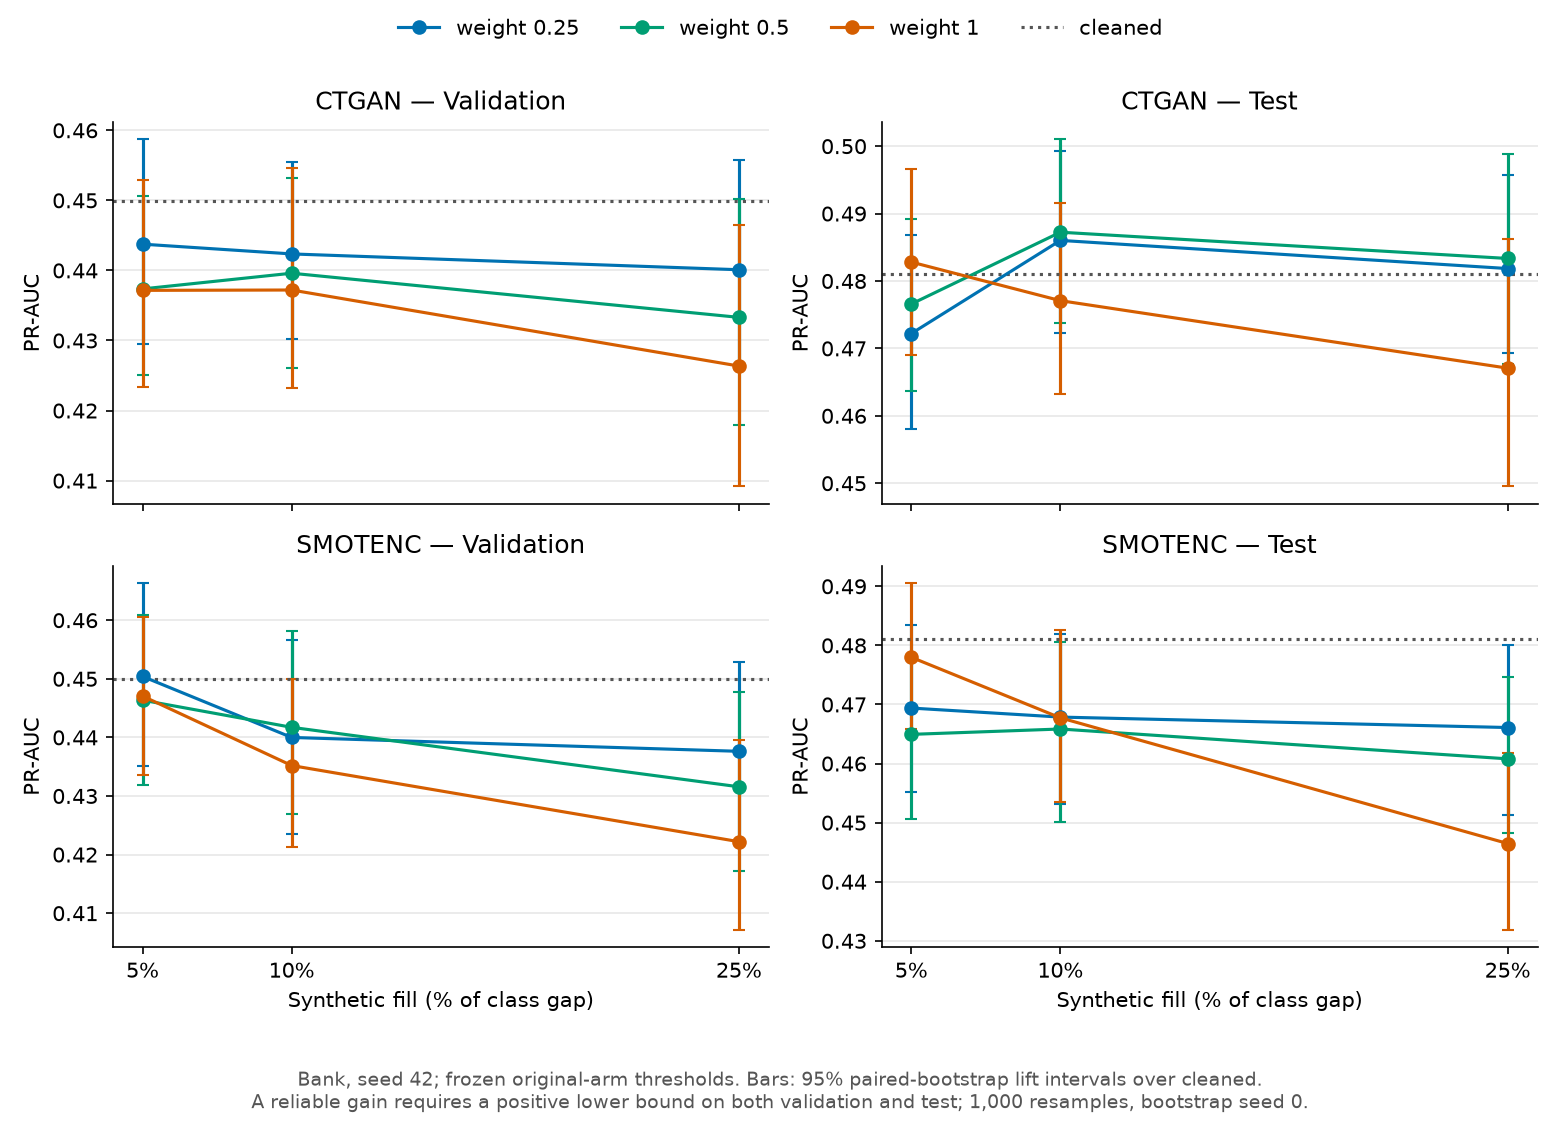 weight 0.25 weight 0.5 weight 1 cleaned
CTGAN — Validation
0.46
0.45
0.44
0.43
0.42
0.41
PR-AUC
CTGAN — Test
0.50
0.49
0.48
0.47
0.46
0.45
PR-AUC
SMOTENC — Validation
0.46
0.45
0.44
0.43
0.42
0.41
PR-AUC
5% 10% 25%
Synthetic fill (% of class gap)
SMOTENC — Test
0.49
0.48
0.47
0.46
0.45
0.44
0.43
PR-AUC
5% 10% 25%
Synthetic fill (% of class gap)
Bank, seed 42; frozen original-arm thresholds. Bars: 95% paired-bootstrap lift intervals over cleaned.
A reliable gain requires a positive lower bound on both validation and test; 1,000 resamples, bootstrap seed 0.